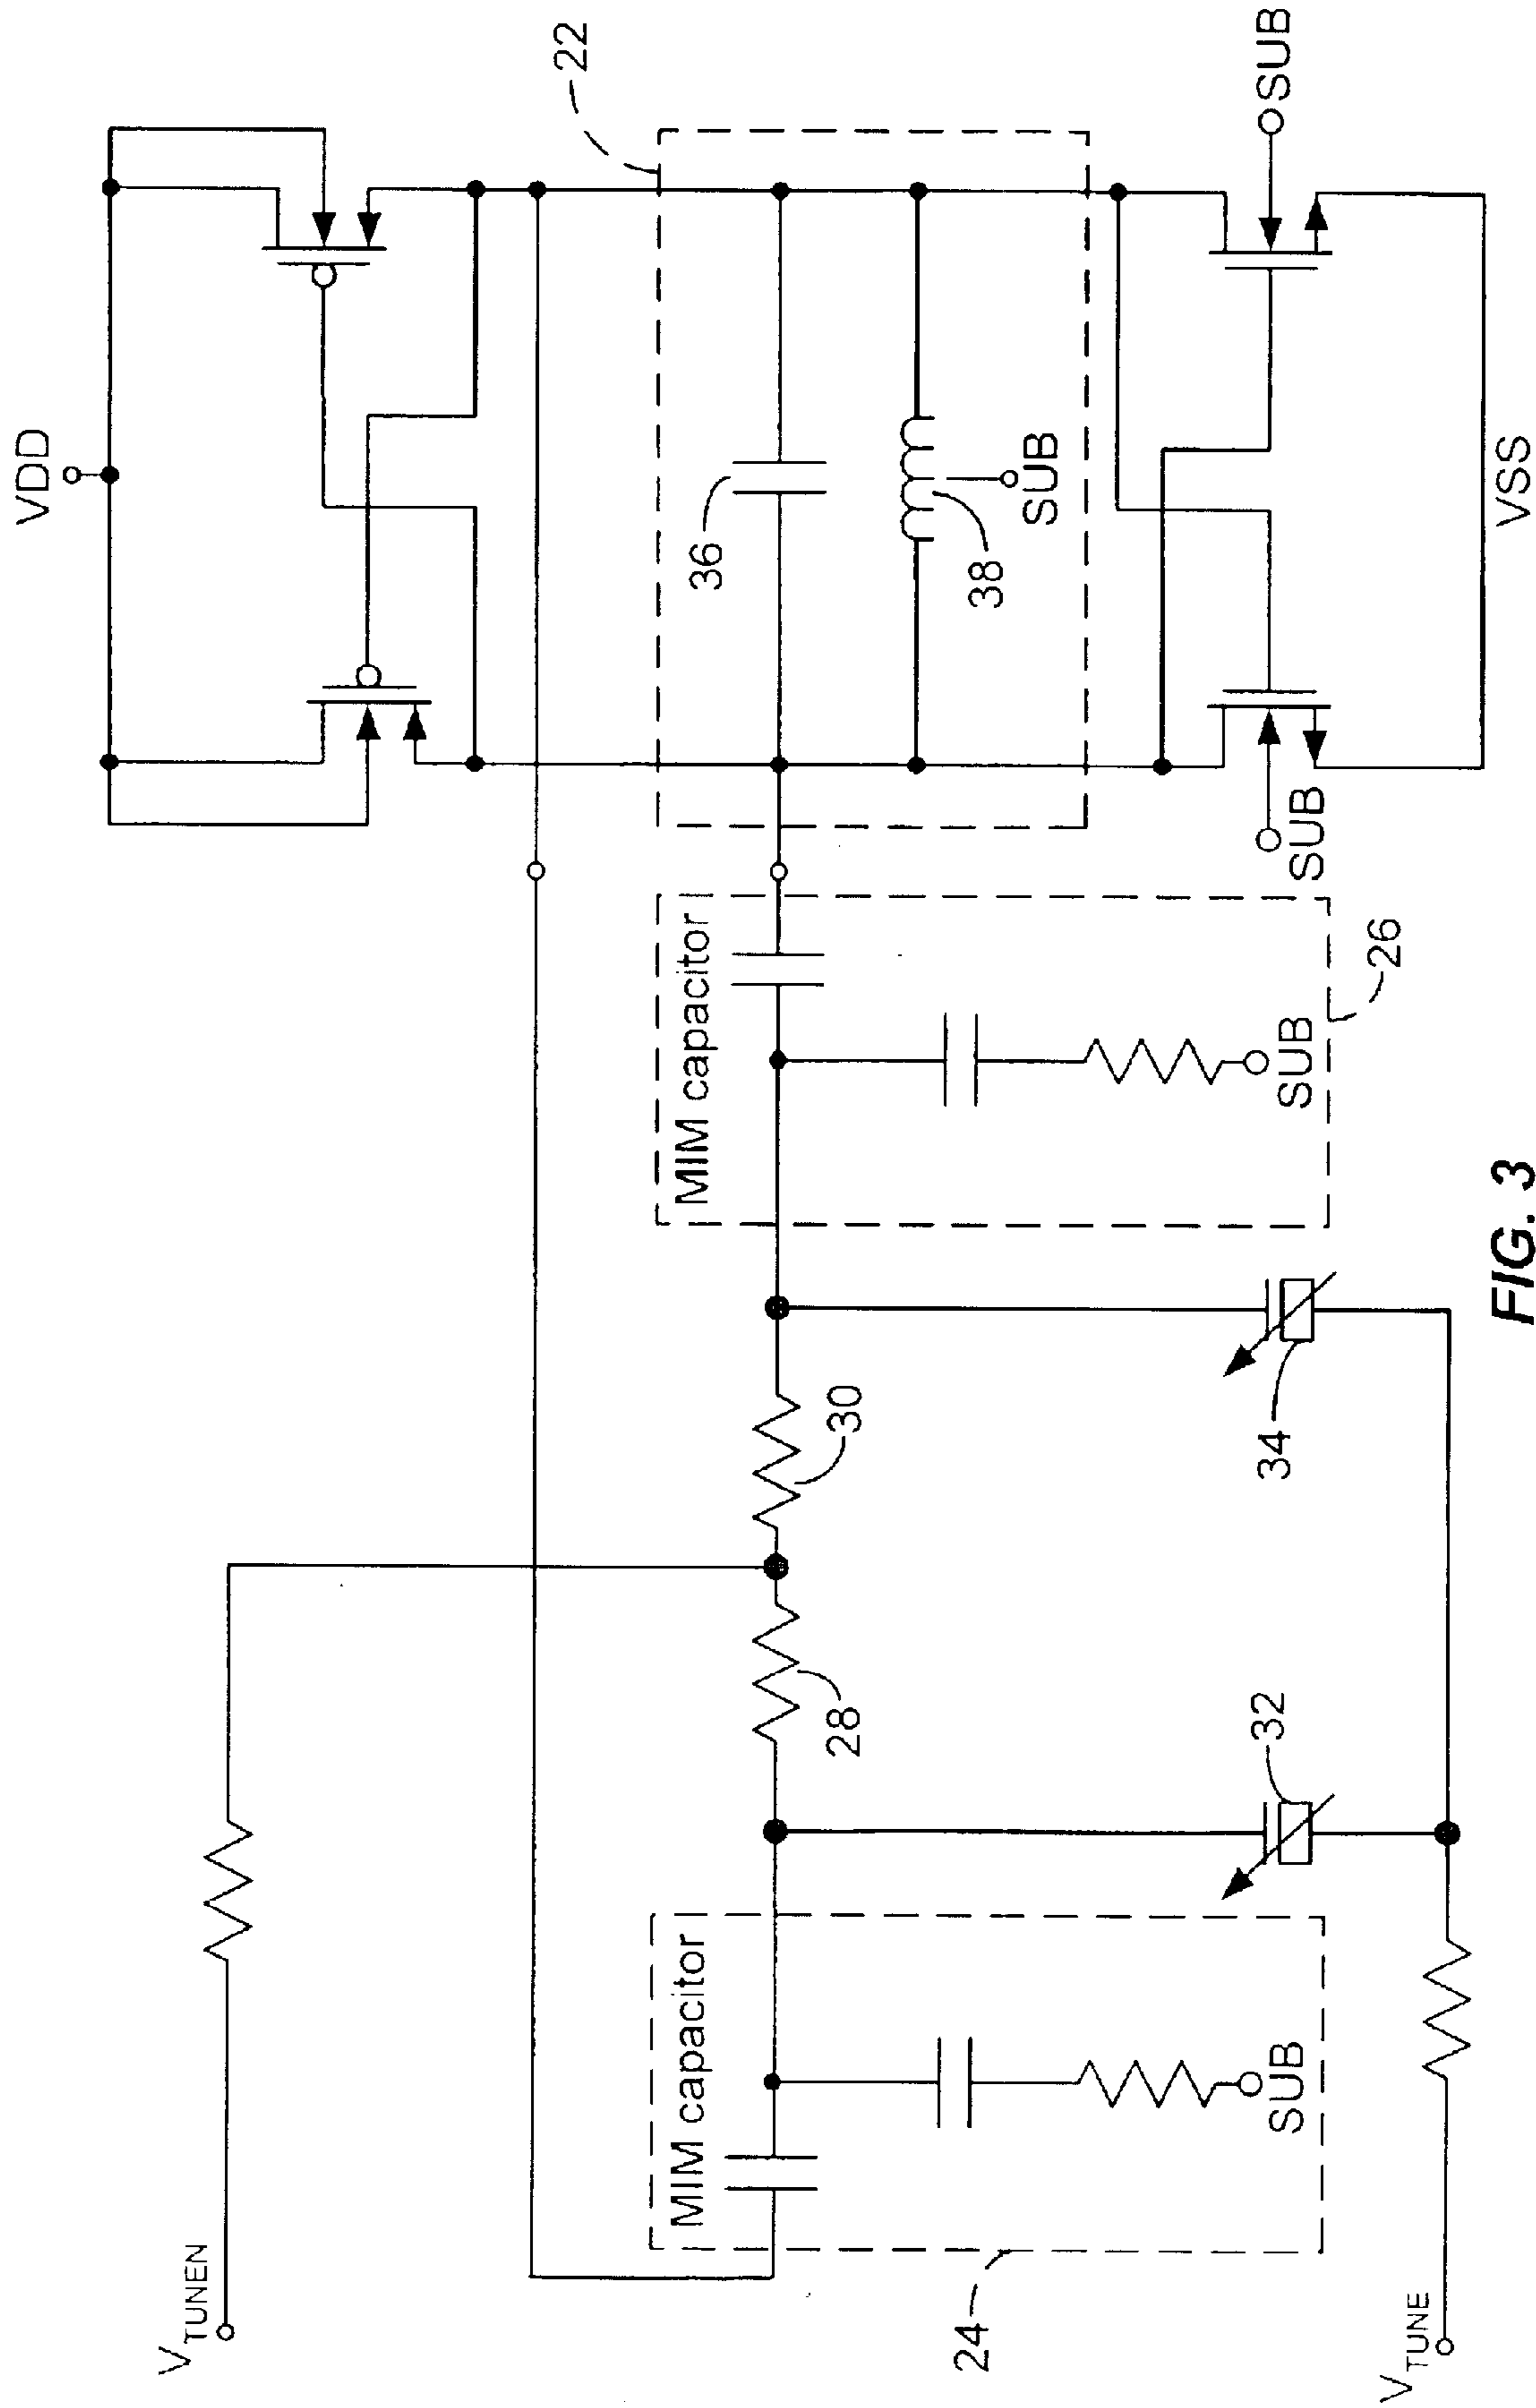 VDD
22
36
38
SUB
SUB
SUB
VSS
MIM capacitor
SUB
26
30
34
28
32
MIM capacitor
SUB
24
VTUNEN
VTUNE
FIG. 3